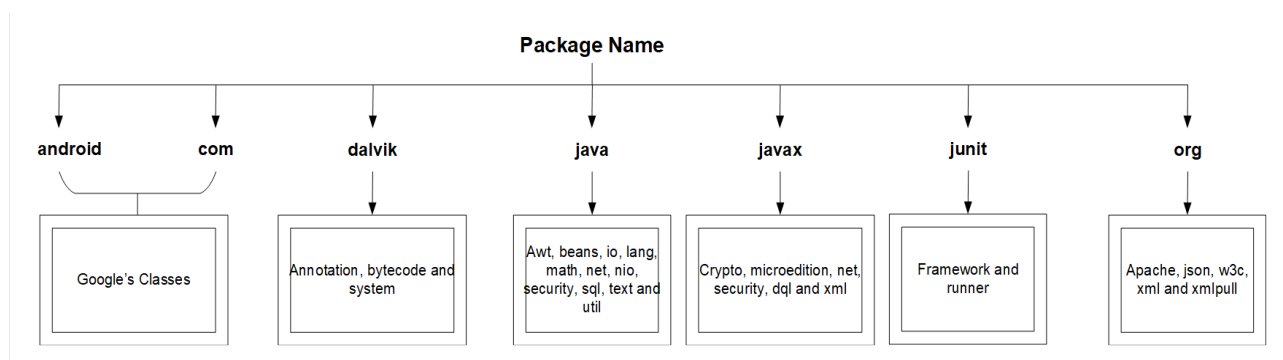 Package Name
android
com
dalvik
java
javax
junit
org
Google's Classes
Annotation, bytecode and
system
Awt, beans, io, lang,
math, net, nio,
security, sql, text and
util
Crypto, microedition, net,
security, dql and xml
Framework and
runner
Apache, json, w3c,
xml and xmlpull